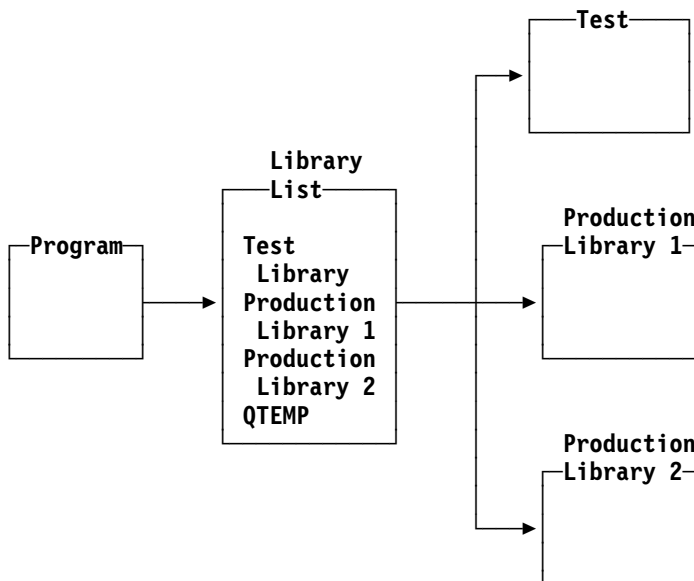 Test
Library
List
Program
Test
Library
Production
Library 1
Production
Library 2
QTEMP
Production
Library 1
Production
Library 2